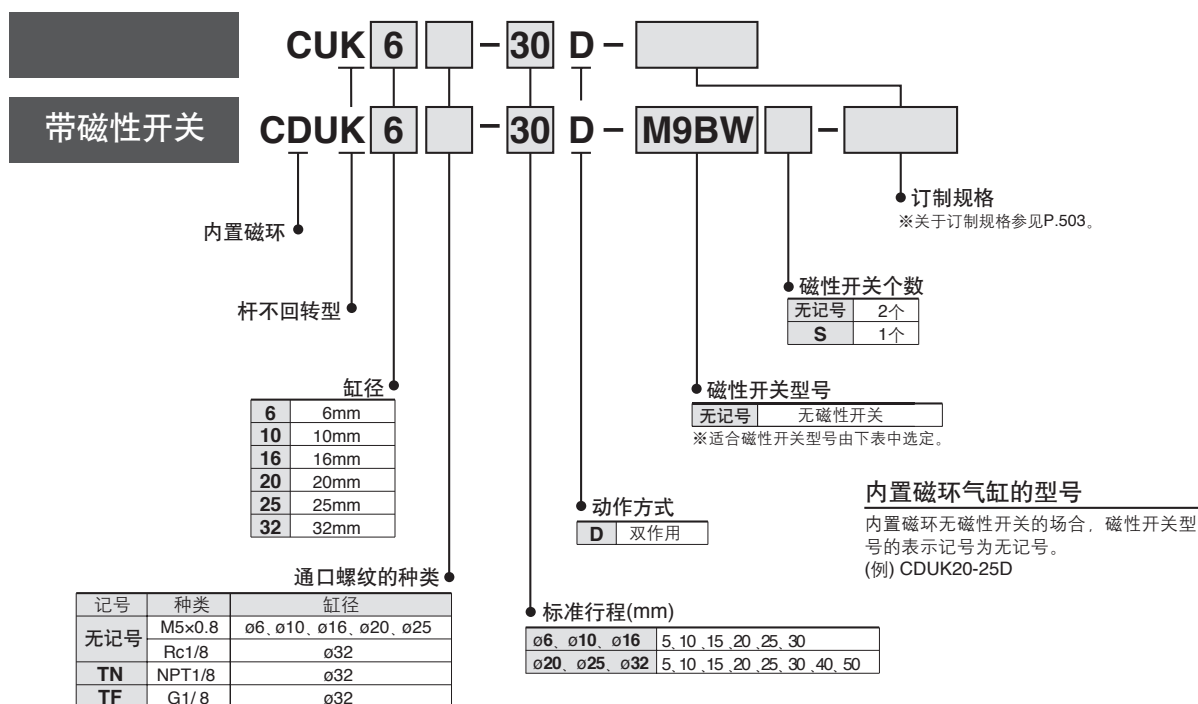 CUK 6 - 30 D -
带磁性开关 CDUK 6 - 30 D - M9BW -
订制规格
※关于订制规格参见P.503。
内置磁环
磁性开关个数
无记号 2个
S 1个
杆不回转型
磁性开关型号
无记号 无磁性开关
※适合磁性开关型号由下表中选定。
缸径
6 6mm
10 10mm
16 16mm
20 20mm
25 25mm
32 32mm
内置磁环气缸的型号
内置磁环无磁性开关的场合，磁性开关型
号的表示记号为无记号。
(例) CDUK20-25D
动作方式
D 双作用
通口螺纹的种类
记号 种类 缸径
无记号 M5×0.8 ø6、ø10、ø16、ø20、ø25
Rc1/8 ø32
TN NPT1/8 ø32
TF G1/8 ø32
标准行程(mm)
ø6、ø10、ø16 5、10、15、20、25、30
ø20、ø25、ø32 5、10、15、20、25、30、40、50